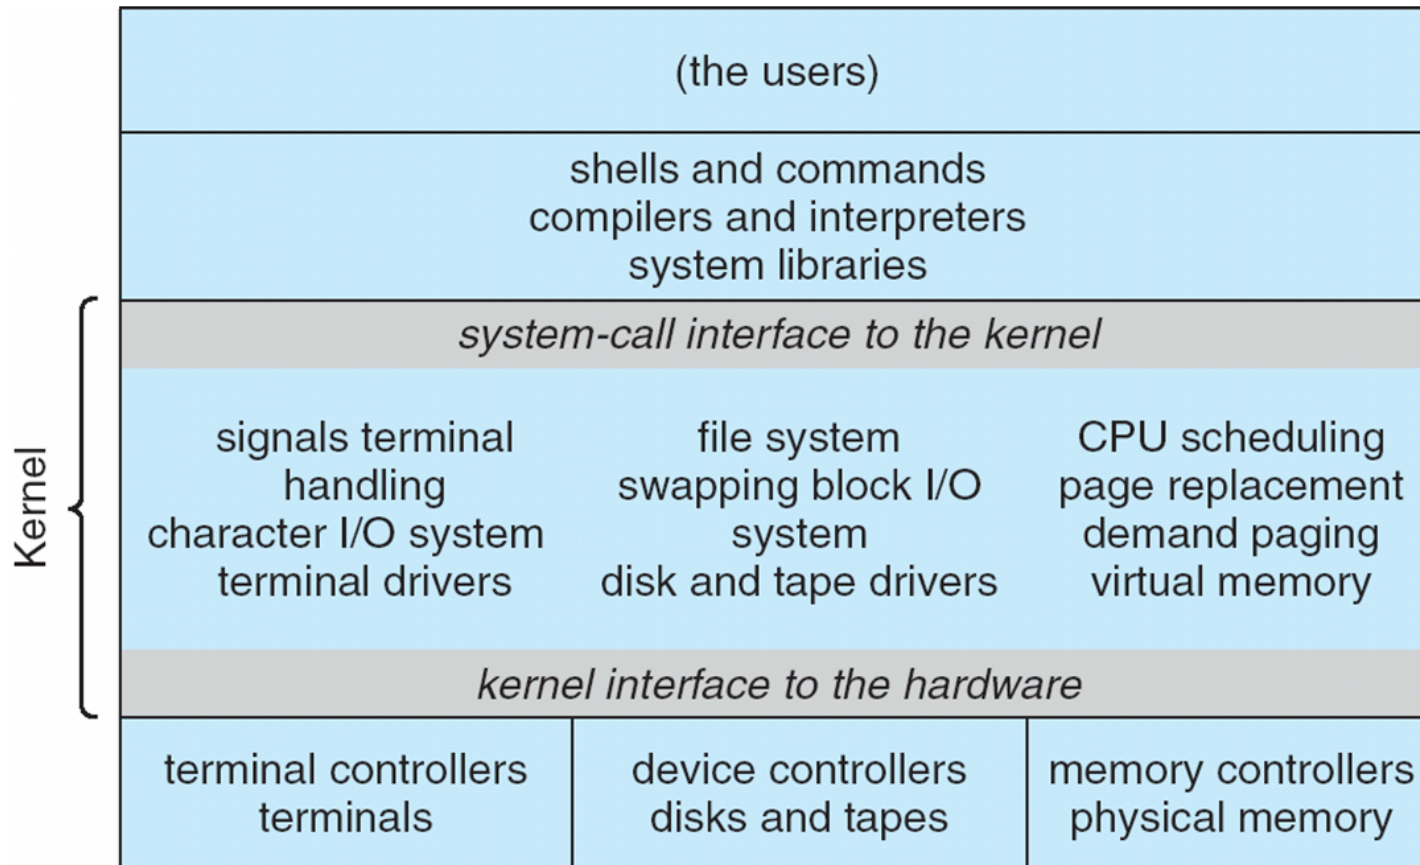 (the users)
shells and commands
compilers and interpreters
system libraries
system-call interface to the kernel
Kernel
signals terminal
handling
character I/O system
terminal drivers
file system
swapping block I/O
system
disk and tape drivers
CPU scheduling
page replacement
demand paging
virtual memory
kernel interface to the hardware
terminal controllers
terminals
device controllers
disks and tapes
memory controllers
physical memory